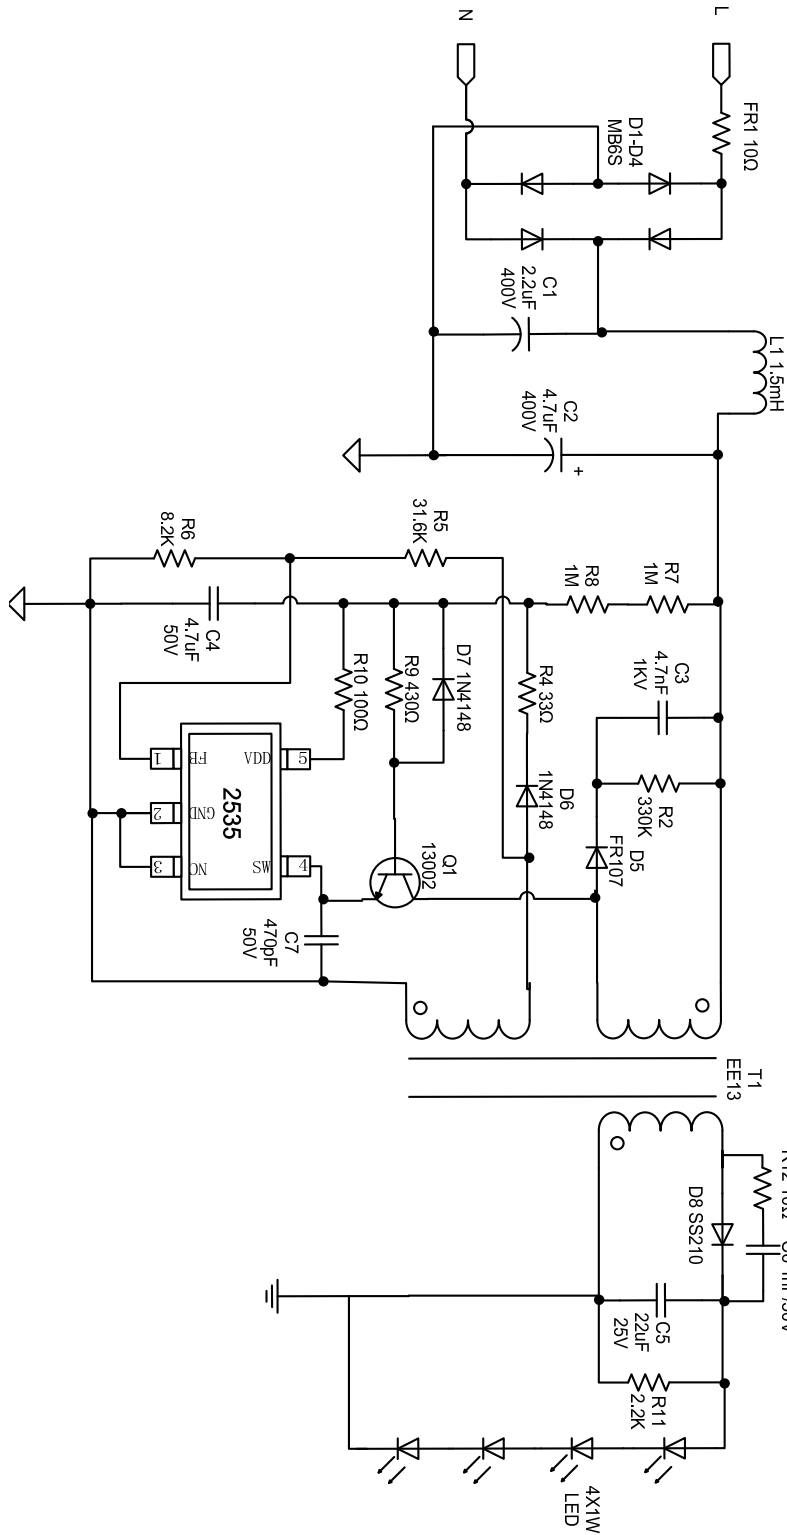 N
L
FR1 10Ω
D1-D4
MB6S
C1
2.2uF
400V
L1 1.5mH
C2
4.7uF
400V
+
R5
31.6K
R6
8.2K
R7
1M
R8
1M
C4
4.7uF
50V
C3
4.7nF
1KV
D7 1N4148
R9 430Ω
R10 100Ω
R4 33Ω
D6
1N4148
R2
330K
D5
FR107
1
FB
VDD
5
2
GND
2535
3
NC
SW
4
Q1
13002
C7
470pF
50V
T1
EE13
D8 SS210
C5
22uF
25V
R11
2.2K
4X1W
LED